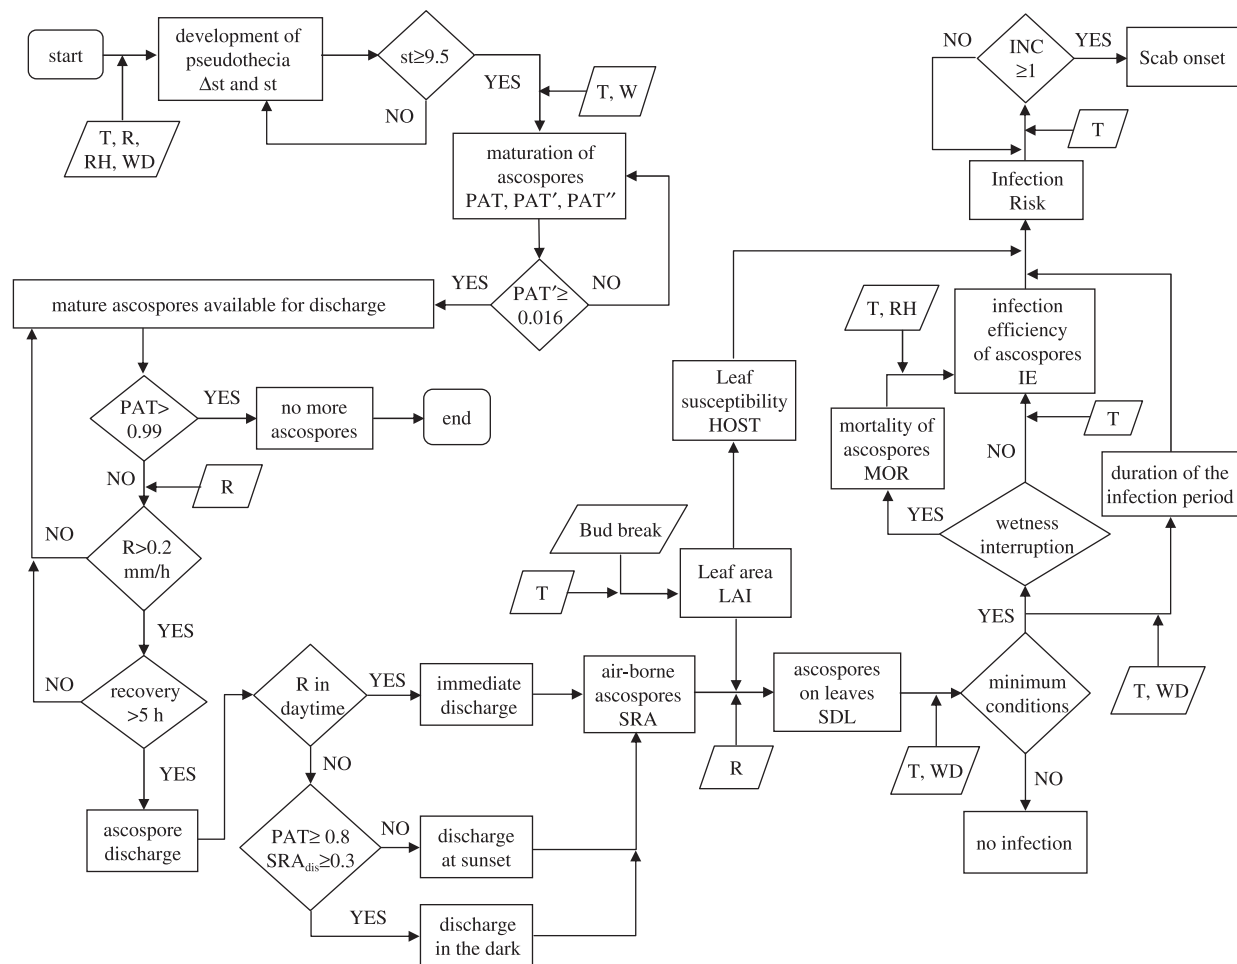 start
development of
pseudothecia
Δst and st
st≥9.5
YES
NO
T, R,
RH, WD
T, W
maturation of
ascospores
PAT, PAT′, PAT′′
PAT′≥
0.016
YES
NO
mature ascospores available for discharge
PAT>
0.99
YES
no more
ascospores
end
NO
R
R>0.2
mm/h
NO
YES
recovery
>5 h
NO
YES
ascospore
discharge
R in
daytime
YES
immediate
discharge
NO
PAT≥ 0.8
SRAdis≥0.3
NO
discharge
at sunset
YES
discharge
in the dark
air-borne
ascospores
SRA
Bud break
T
Leaf area
LAI
Leaf
susceptibility
HOST
R
ascospores
on leaves
SDL
T, WD
minimum
conditions
NO
no infection
YES
T, WD
duration of the
infection period
wetness
interruption
YES
NO
mortality of
ascospores
MOR
T, RH
T
infection
efficiency
of ascospores
IE
Infection
Risk
T
INC
≥1
NO
YES
Scab onset